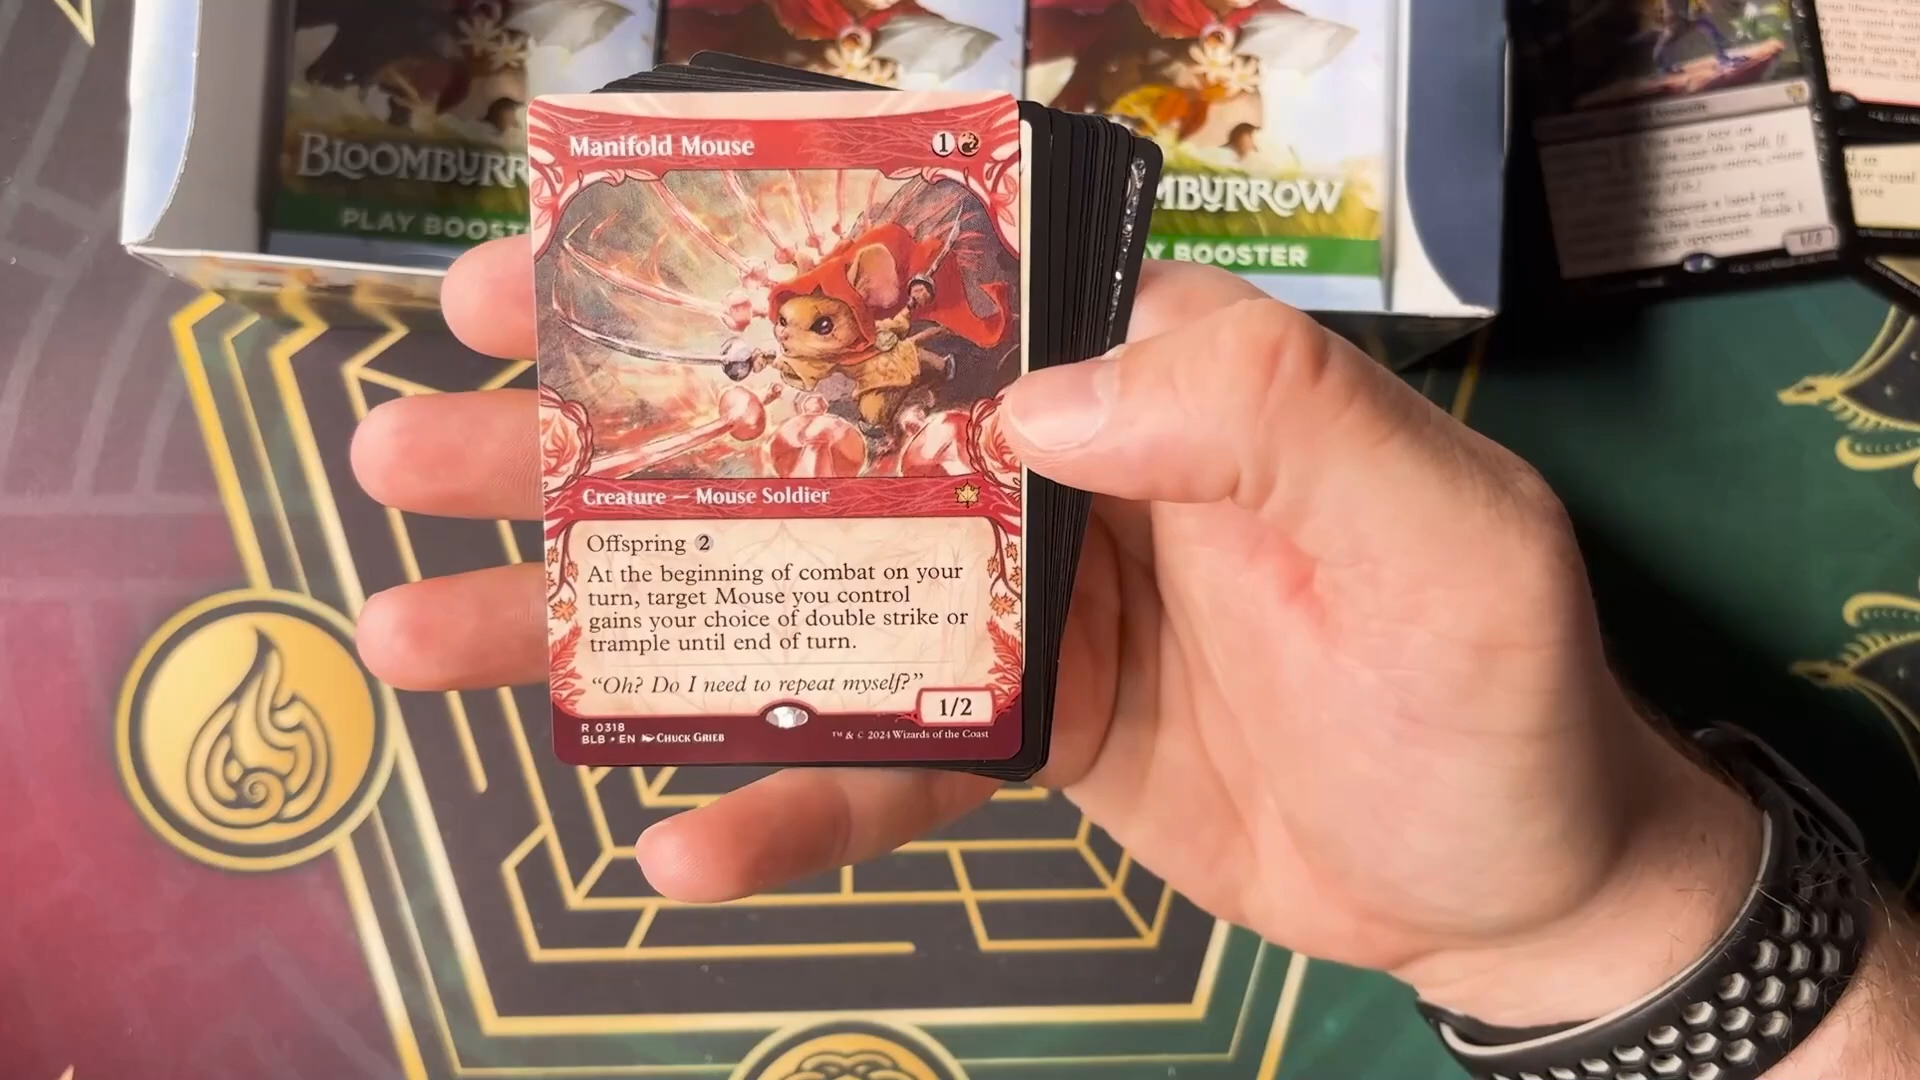 BLOOMBURR
PLAY BOOST
MBURROW
Y BOOSTER
Manifold Mouse
1
Creature — Mouse Soldier
Offspring 2
At the beginning of combat on your
turn, target Mouse you control
gains your choice of double strike or
trample until end of turn.
“Oh? Do I need to repeat myself?”
1/2
R 0318
BLB • EN CHUCK GRIEB
™ & © 2024 Wizards of the Coast